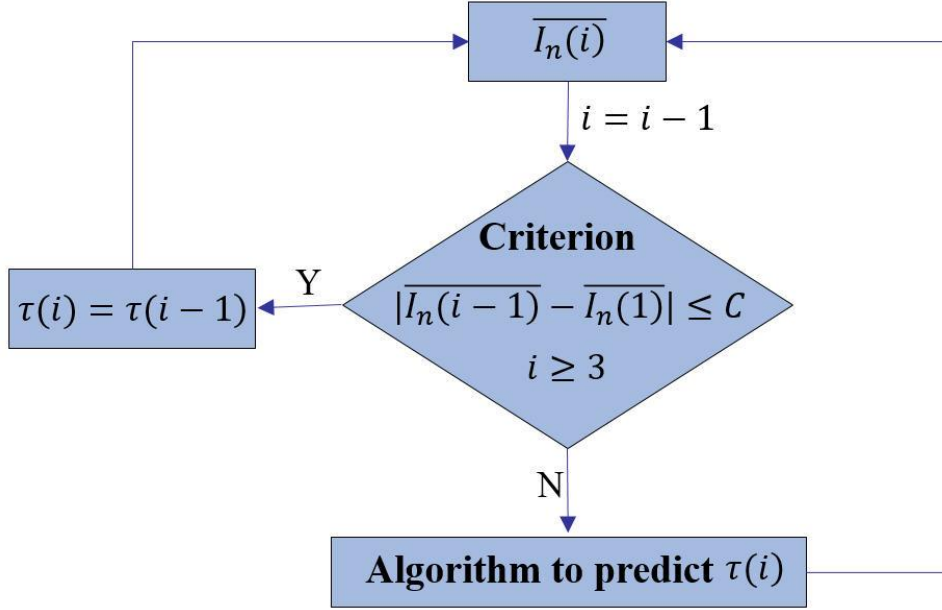 $\overline{I_n(i)}$
$i = i - 1$
Criterion
$|\overline{I_n(i-1)} - \overline{I_n(1)}| \leq C$
$i \geq 3$
Y
$\tau(i) = \tau(i-1)$
N
Algorithm to predict $\tau(i)$